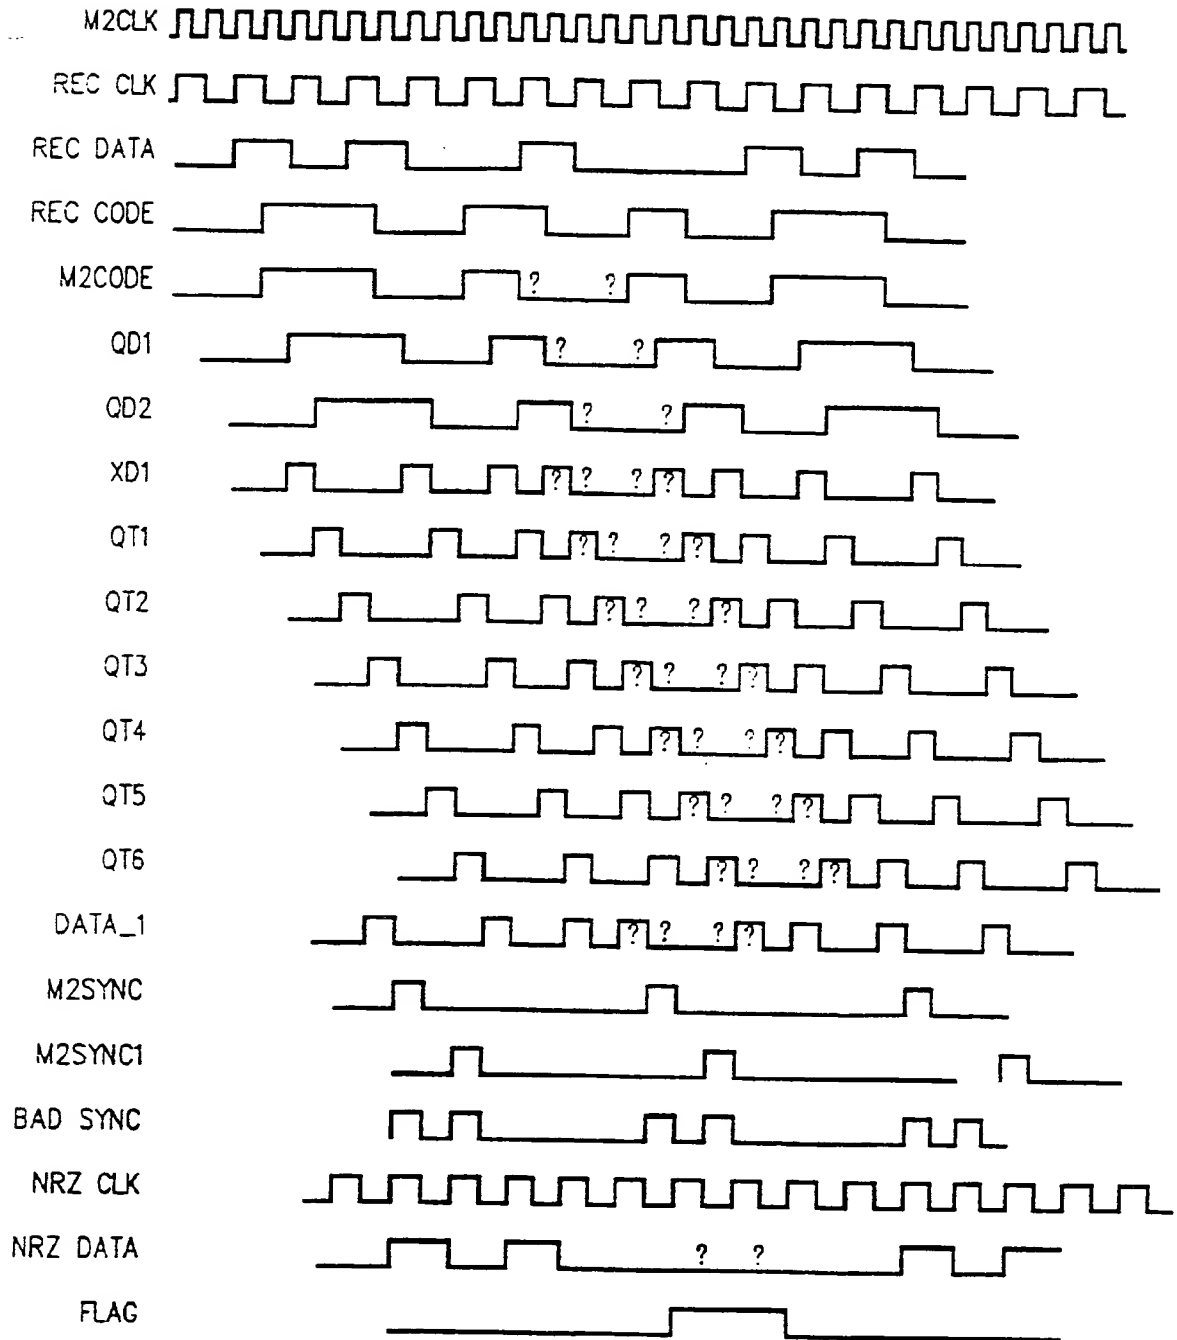 M2CLK
REC CLK
REC DATA
REC CODE
M2CODE ? ?
QD1 ? ?
QD2 ? ?
XD1 ? ? ? ?
QT1 ? ? ? ?
QT2 ? ? ? ?
QT3 ? ? ? ?
QT4 ? ? ? ?
QT5 ? ? ? ?
QT6 ? ? ? ?
DATA_1 ? ? ? ?
M2SYNC
M2SYNC1
BAD SYNC
NRZ CLK
NRZ DATA ? ?
FLAG